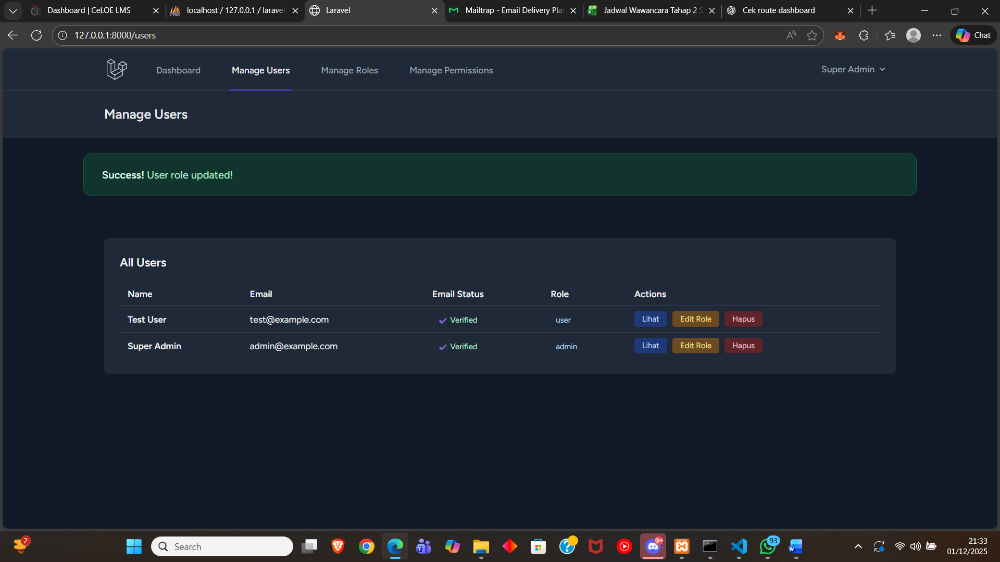 Dashboard | CeLOE LMS
localhost / 127.0.0.1 / laravel
Laravel
Mailtrap - Email Delivery Pla
Jadwal Wawancara Tahap 2 S
Cek route dashboard
127.0.0.1:8000/users
Chat
Dashboard
Manage Users
Manage Roles
Manage Permissions
Super Admin
Manage Users
Success! User role updated!
All Users
Name Email Email Status Role Actions
Test User test@example.com Verified user Lihat Edit Role Hapus
Super Admin admin@example.com Verified admin Lihat Edit Role Hapus
2
Search
9+
93
21:33
01/12/2025